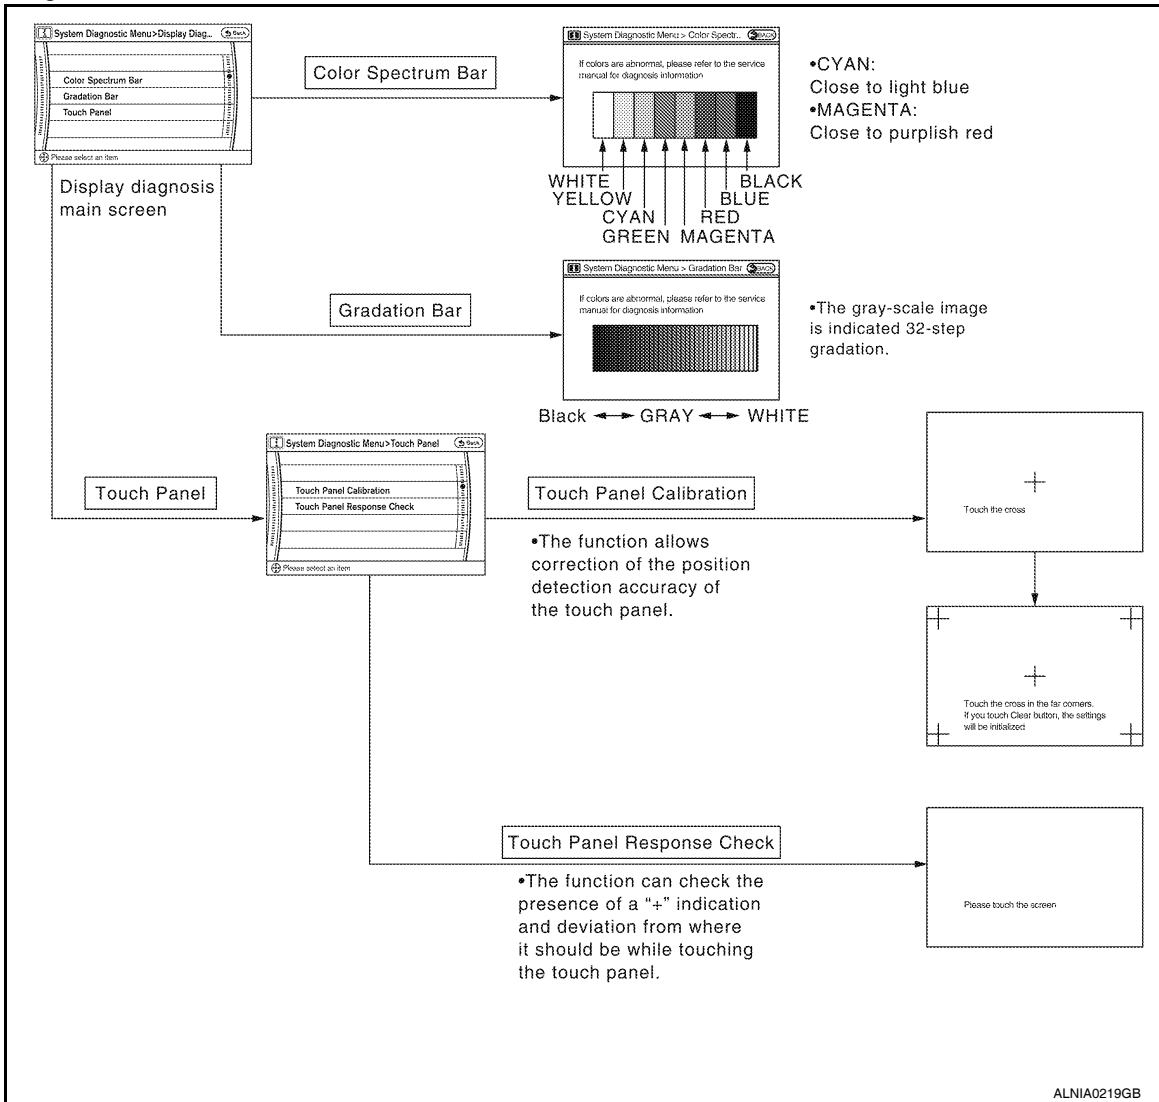 System Diagnostic Menu>Display Diag...
Back
Color Spectrum Bar
Gradation Bar
Touch Panel
Please select an item
Display diagnosis
main screen
Color Spectrum Bar
System Diagnostic Menu > Color Spectr..
BACK
If colors are abnormal, please refer to the service
manual for diagnosis information
WHITE
BLACK
YELLOW
BLUE
CYAN
RED
GREEN
MAGENTA
•CYAN:
Close to light blue
•MAGENTA:
Close to purplish red
Gradation Bar
System Diagnostic Menu > Gradation Bar
BACK
If colors are abnormal, please refer to the service
manual for diagnosis information
Black
GRAY
WHITE
•The gray-scale image
is indicated 32-step
gradation.
Touch Panel
System Diagnostic Menu>Touch Panel
Back
Touch Panel Calibration
Touch Panel Response Check
Please select an item
Touch Panel Calibration
•The function allows
correction of the position
detection accuracy of
the touch panel.
Touch the cross
Touch the cross in the far corners.
If you touch Clear button, the settings
will be initialized
Touch Panel Response Check
•The function can check the
presence of a “+” indication
and deviation from where
it should be while touching
the touch panel.
Please touch the screen
ALNIA0219GB